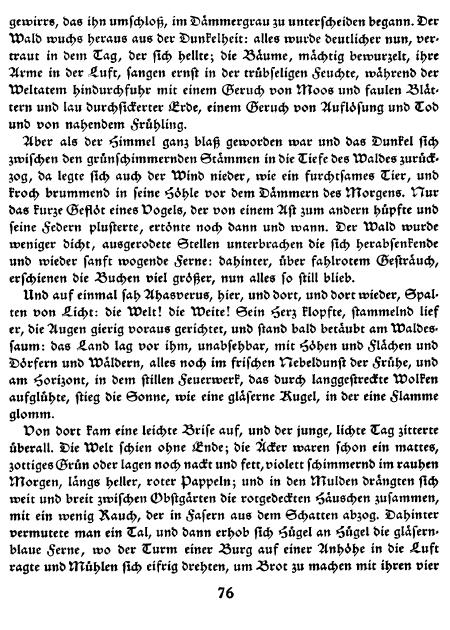 gewirrs, das ihn umschloß, im Dämmergrau zu unterscheiden begann. Der
Wald wuchs heraus aus der Dunkelheit: alles wurde deutlicher nun, ver-
traut in dem Tag, der sich hellte; die Bäume, mächtig bewurzelt, ihre
Arme in der Luft, sangen ernst in der trübseligen Feuchte, während der
Weltatem hindurchfuhr mit einem Geruch von Moos und faulen Blät-
tern und lau durchsickerter Erde, einem Geruch von Auflösung und Tod
und von nahendem Frühling.
Aber als der Himmel ganz blaß geworden war und das Dunkel sich
zwischen den grünschimmernden Stämmen in die Tiefe des Waldes zurück-
zog, da legte sich auch der Wind nieder, wie ein furchtsames Tier, und
kroch brummend in seine Höhle vor dem Dämmern des Morgens. Nur
das kurze Geflöt eines Vogels, der von einem Ast zum andern hüpfte und
seine Federn plusterte, ertönte noch dann und wann. Der Wald wurde
weniger dicht, ausgerodete Stellen unterbrachen die sich herabsenkende
und wieder sanft wogende Ferne: dahinter, über fahlrotem Gesträuch,
erschienen die Buchen viel größer, nun alles so still blieb.
Und auf einmal sah Ahasverus, hier, und dort, und dort wieder, Spal-
ten von Licht: die Welt! die Weite! Sein Herz klopfte, stammelnd lief
er, die Augen gierig voraus gerichtet, und stand bald betäubt am Waldes-
saum: das Land lag vor ihm, unabsehbar, mit Höhen und Flächen und
Dörfern und Wäldern, alles noch im frischen Nebeldunst der Frühe, und
am Horizont, in dem stillen Feuerwerk, das durch langgestreckte Wolken
aufglühte, stieg die Sonne, wie eine gläserne Kugel, in der eine Flamme
glomm.
Von dort kam eine leichte Brise auf, und der junge, lichte Tag zitterte
überall. Die Welt schien ohne Ende; die Äcker waren schon ein mattes,
zottiges Grün oder lagen noch nackt und fett, violett schimmernd im rauhen
Morgen, längs heller, roter Pappeln; und in den Mulden drängten sich
weit und breit zwischen Obstgärten die rotgedeckten Häuschen zusammen,
mit ein wenig Rauch, der in Fasern aus dem Schatten abzog. Dahinter
vermutete man ein Tal, und dann erhob sich Hügel an Hügel die gläsern-
blaue Ferne, wo der Turm einer Burg auf einer Anhöhe in die Luft
ragte und Mühlen sich eifrig drehten, um Brot zu machen mit ihren vier
76